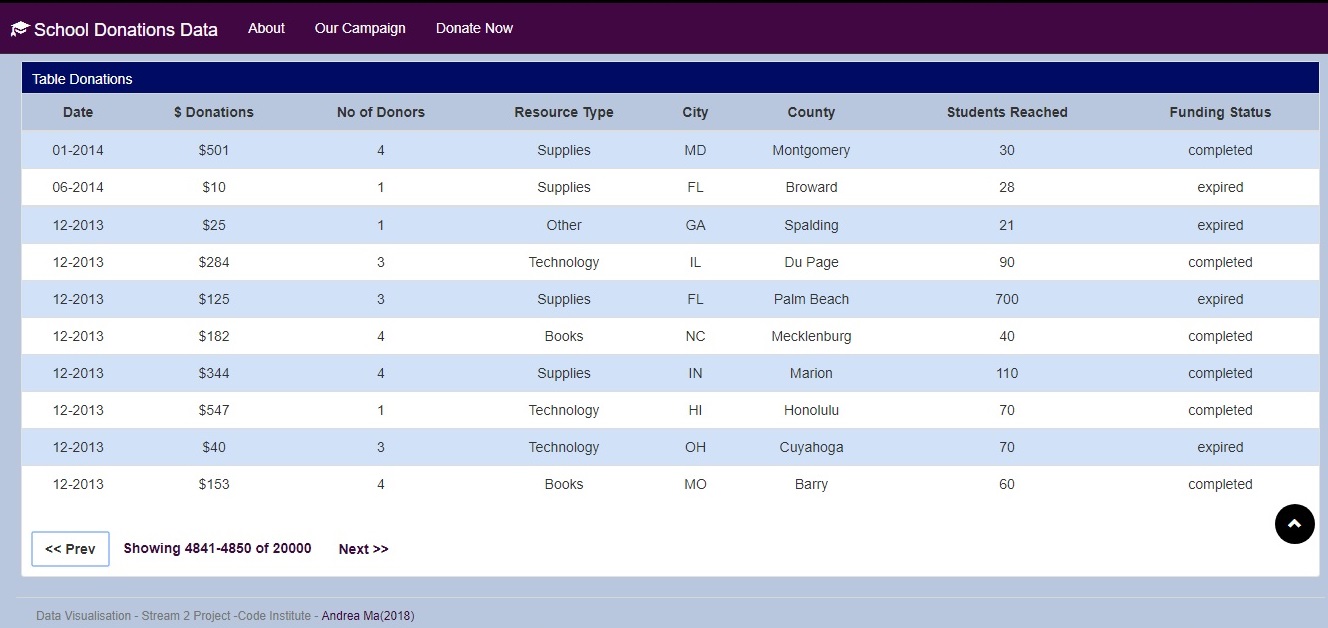 School Donations Data About Our Campaign Donate Now
Table Donations
Date $ Donations No of Donors Resource Type City County Students Reached Funding Status
01-2014 $501 4 Supplies MD Montgomery 30 completed
06-2014 $10 1 Supplies FL Broward 28 expired
12-2013 $25 1 Other GA Spalding 21 expired
12-2013 $284 3 Technology IL Du Page 90 completed
12-2013 $125 3 Supplies FL Palm Beach 700 expired
12-2013 $182 4 Books NC Mecklenburg 40 completed
12-2013 $344 4 Supplies IN Marion 110 completed
12-2013 $547 1 Technology HI Honolulu 70 completed
12-2013 $40 3 Technology OH Cuyahoga 70 expired
12-2013 $153 4 Books MO Barry 60 completed
<< Prev Showing 4841-4850 of 20000 Next >>
Data Visualisation - Stream 2 Project -Code Institute - Andrea Ma(2018)